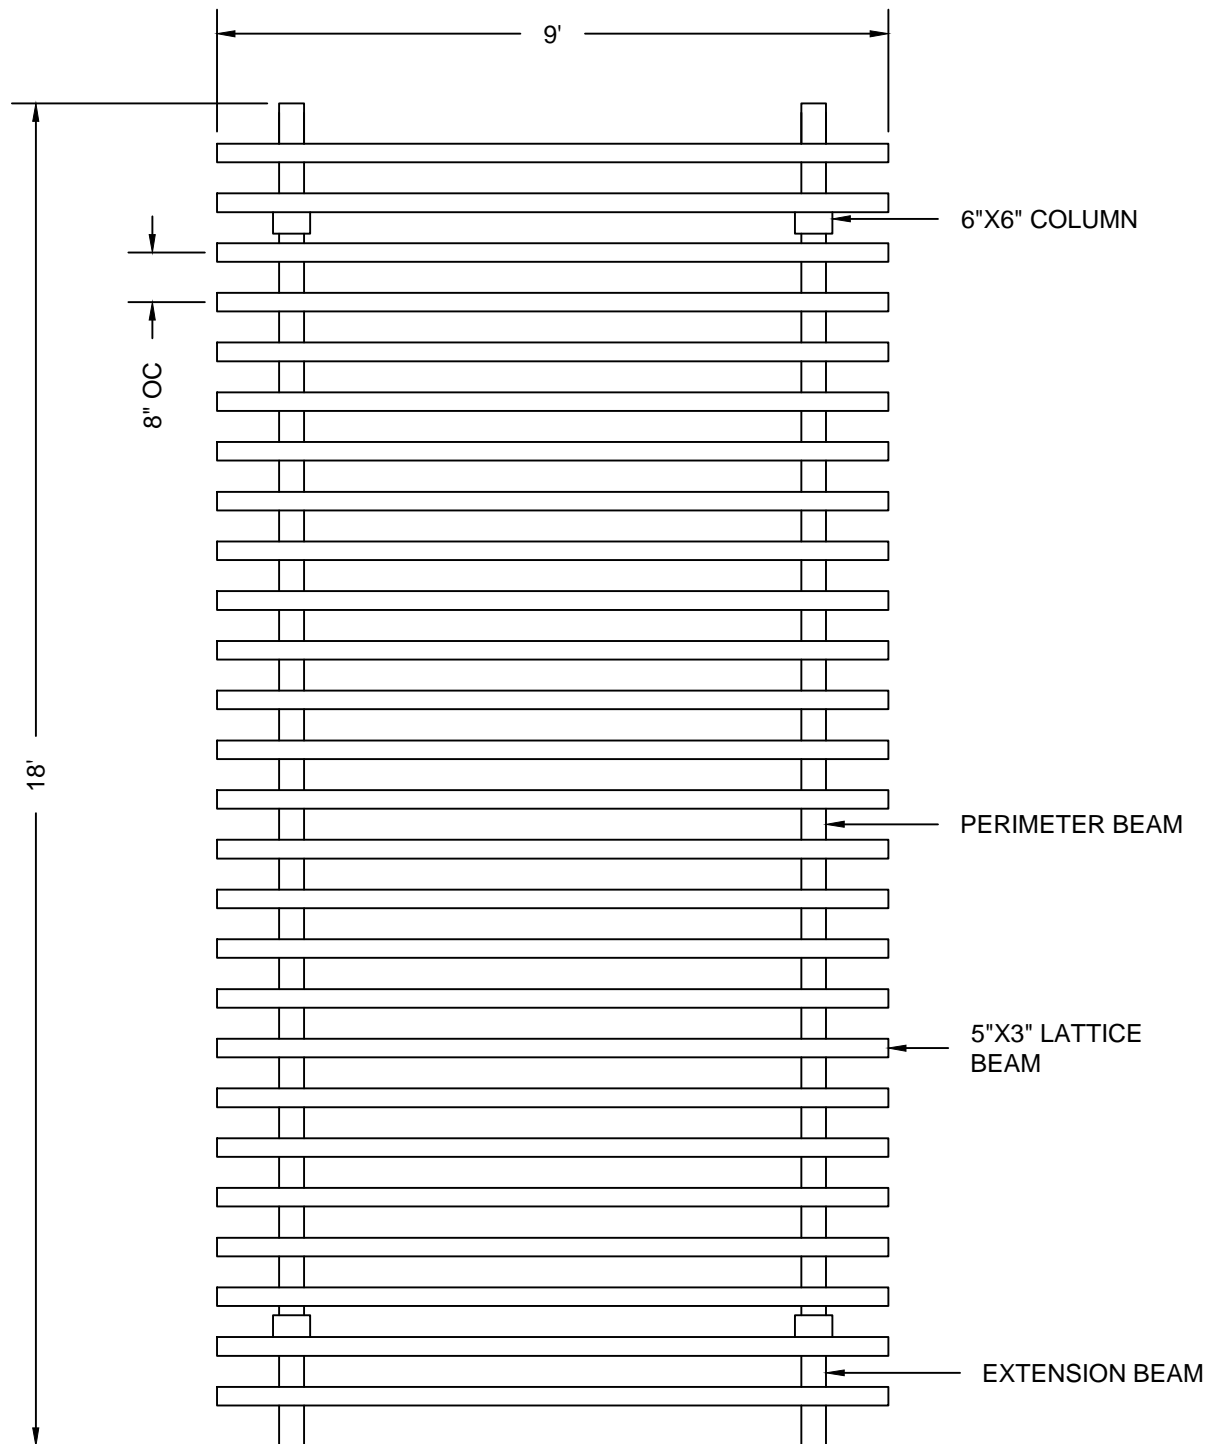 9'
6"X6" COLUMN
8" OC
18'
PERIMETER BEAM
5"X3" LATTICE
BEAM
EXTENSION BEAM